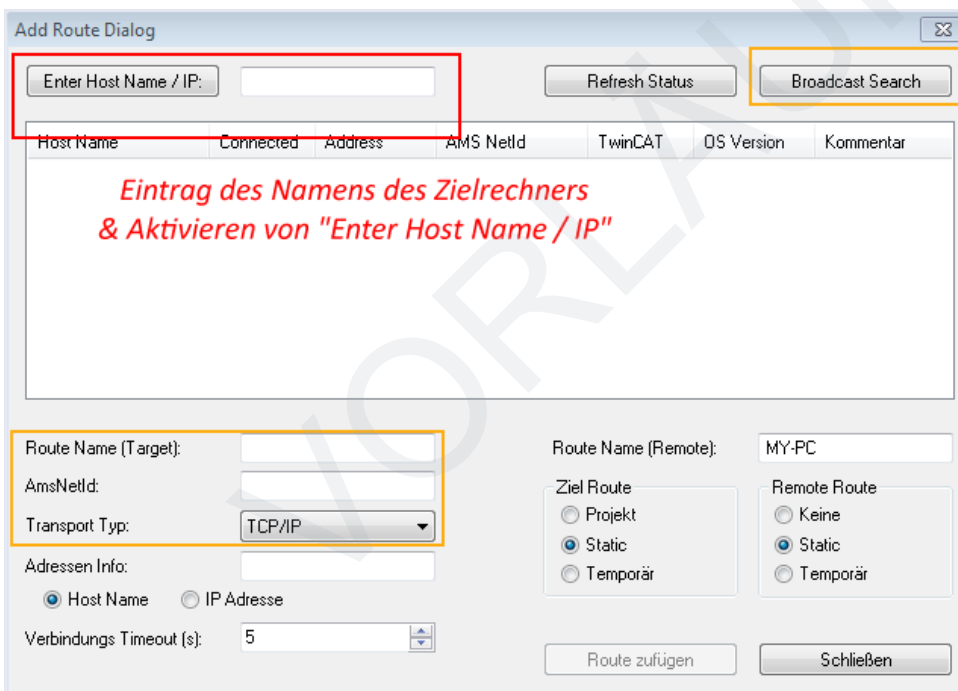 Add Route Dialog
Enter Host Name / IP:
Refresh Status
Broadcast Search
Host Name Connected Address AMS NetId TwinCAT OS Version Kommentar
Eintrag des Namens des Zielrechners
& Aktivieren von "Enter Host Name / IP"
Route Name (Target):
AmsNetId:
Transport Typ: TCP/IP
Adressen Info:
Host Name IP Adresse
Verbindungs Timeout (s): 5
Route Name (Remote): MY-PC
Ziel Route
Projekt
Static
Temporär
Remote Route
Keine
Static
Temporär
Route zufügen
Schließen